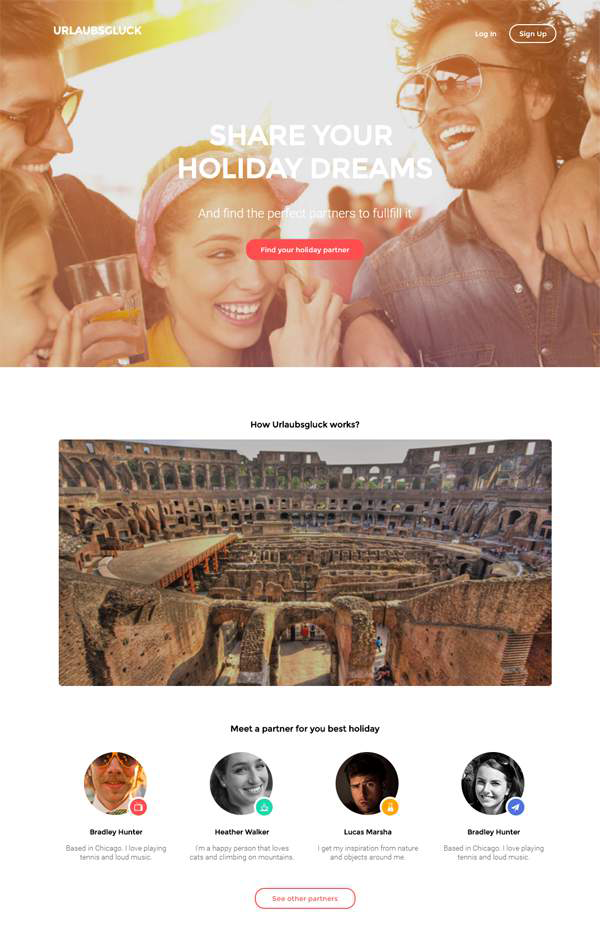 URLAUBSGLUCK
Log In
Sign Up
SHARE YOUR
HOLIDAY DREAMS
And find the perfect partners to fullfill it
Find your holiday partner
How Urlaubsgluck works?
Meet a partner for you best holiday
Bradley Hunter
Based in Chicago. I love playing
tennis and loud music.
Heather Walker
I'm a happy person that loves
cats and climbing on mountains.
Lucas Marsha
I get my inspiration from nature
and objects around me.
Bradley Hunter
Based in Chicago. I love playing
tennis and loud music.
See other partners